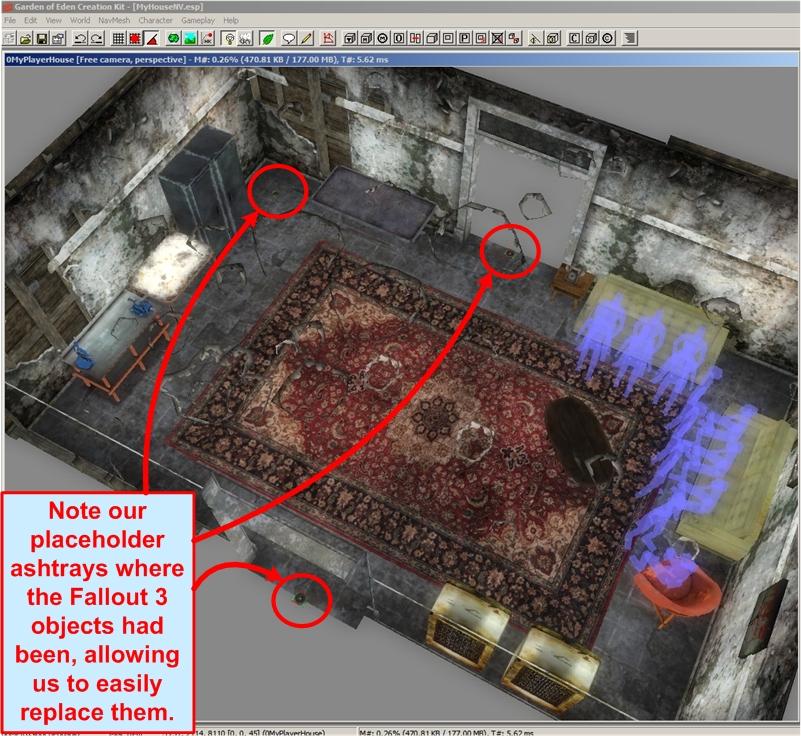 Garden of Eden Creation Kit - [MyHouseNV.esp]
File Edit View World NavMesh Character Gameplay Help
0MyPlayerHouse [Free camera, perspective] - M#: 0.26% (470.81 KB / 177.00 MB), T#: 5.62 ms
Note our
placeholder
ashtrays where
the Fallout 3
objects had
been, allowing
us to easily
replace them.
8110 [0, 0, 45] (0MyPlayerHouse) M#: 0.26% (470.81 KB / 177.00 MB), T#: 5.62 ms